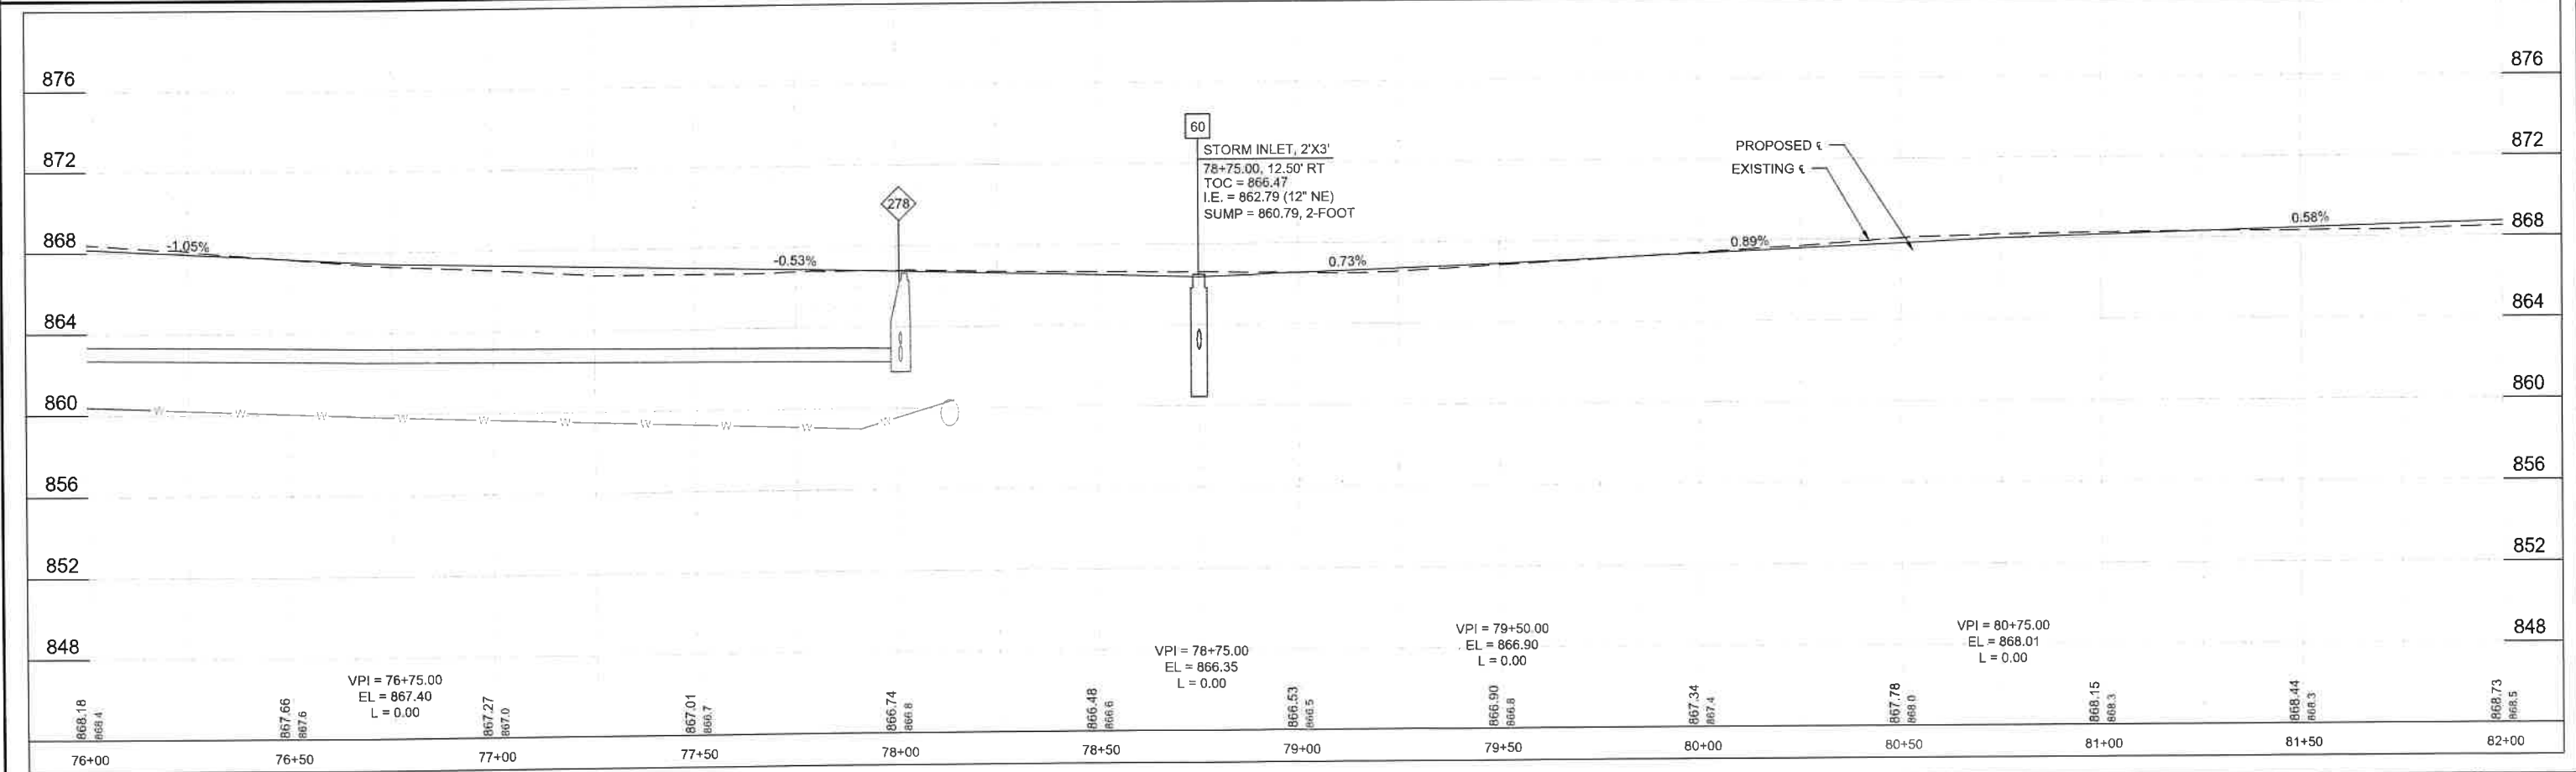 876
872
868
864
860
856
852
848
876
872
868
864
860
856
852
848
-1.05%
-0.53%
0.73%
0.89%
0.58%
278
60
STORM INLET, 2'X3'
78+75.00, 12.50' RT
TOC = 866.47
I.E. = 862.79 (12" NE)
SUMP = 860.79, 2-FOOT
PROPOSED ℄
EXISTING ℄
W W W W W W W W W W
VPI = 76+75.00
EL = 867.40
L = 0.00
VPI = 78+75.00
EL = 866.35
L = 0.00
VPI = 79+50.00
EL = 866.90
L = 0.00
VPI = 80+75.00
EL = 868.01
L = 0.00
868.18
868.4
867.66
867.6
867.27
867.0
867.01
866.7
866.74
866.8
866.48
866.6
866.53
866.5
866.90
866.8
867.34
867.4
867.78
868.0
868.15
868.3
868.44
868.3
868.73
868.5
76+00 76+50 77+00 77+50 78+00 78+50 79+00 79+50 80+00 80+50 81+00 81+50 82+00